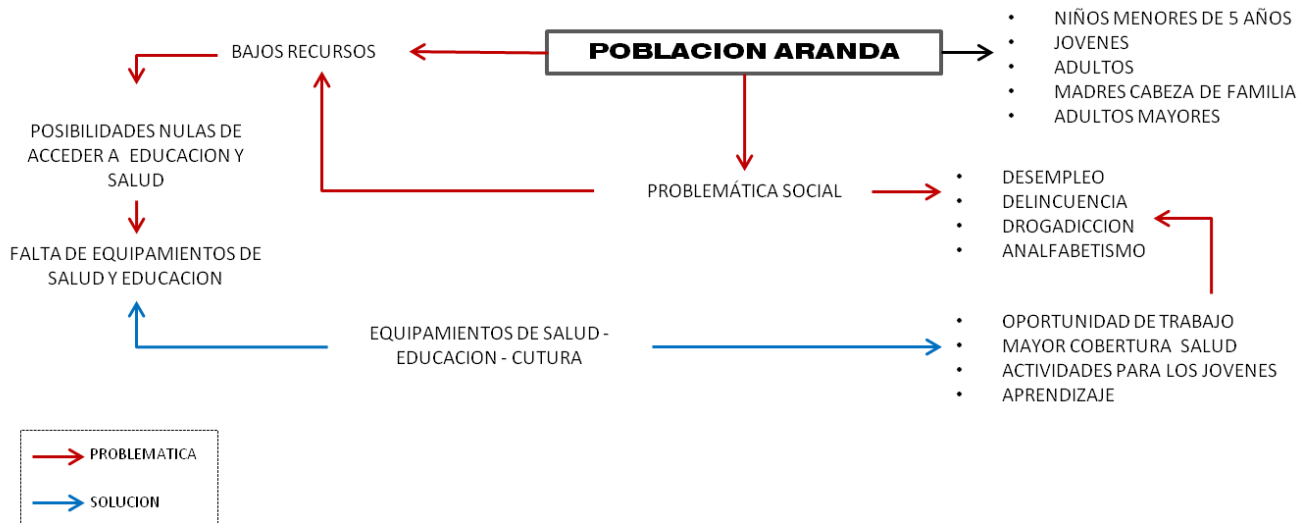 POBLACION ARANDA
• NIÑOS MENORES DE 5 AÑOS
• JOVENES
• ADULTOS
• MADRES CABEZA DE FAMILIA
• ADULTOS MAYORES
BAJOS RECURSOS
POSIBILIDADES NULAS DE
ACCEDER A EDUCACION Y
SALUD
PROBLEMÁTICA SOCIAL
• DESEMPLEO
• DELINCUENCIA
• DROGADICCION
• ANALFABETISMO
FALTA DE EQUIPAMIENTOS DE
SALUD Y EDUCACION
EQUIPAMIENTOS DE SALUD -
EDUCACION - CUTURA
• OPORTUNIDAD DE TRABAJO
• MAYOR COBERTURA SALUD
• ACTIVIDADES PARA LOS JOVENES
• APRENDIZAJE
PROBLEMATICA
SOLUCION